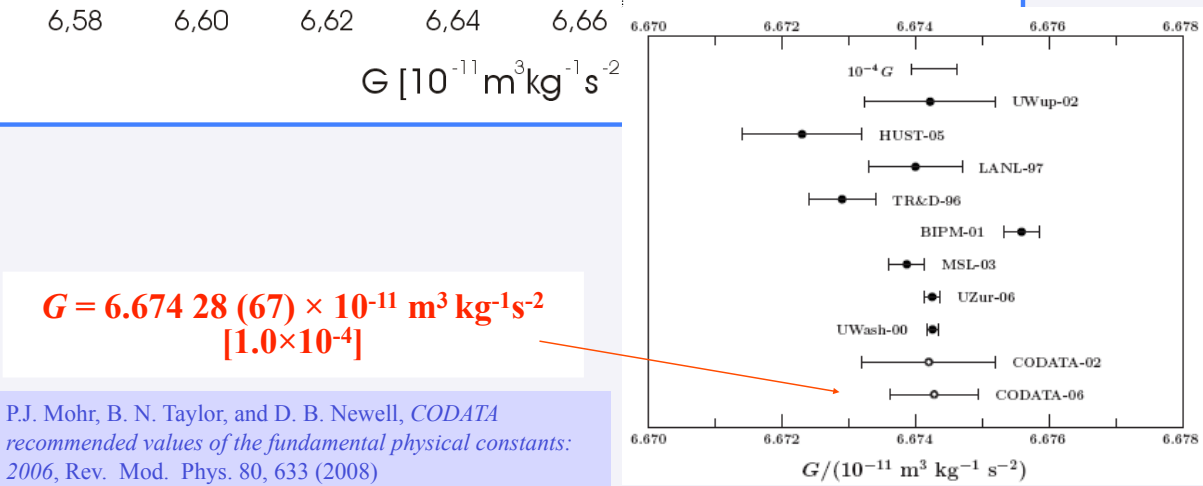 6,58 6,60 6,62 6,64 6,66
G [10⁻¹¹ m³kg⁻¹s⁻²
G = 6.674 28 (67) × 10⁻¹¹ m³ kg⁻¹s⁻²
[1.0×10⁻⁴]
P.J. Mohr, B. N. Taylor, and D. B. Newell, CODATA
recommended values of the fundamental physical constants:
2006, Rev. Mod. Phys. 80, 633 (2008)
6.670 6.672 6.674 6.676 6.678
10⁻⁴ G
UWup-02
HUST-05
LANL-97
TR&D-96
BIPM-01
MSL-03
UZur-06
UWash-00
CODATA-02
CODATA-06
6.670 6.672 6.674 6.676 6.678
G/(10⁻¹¹ m³ kg⁻¹ s⁻²)